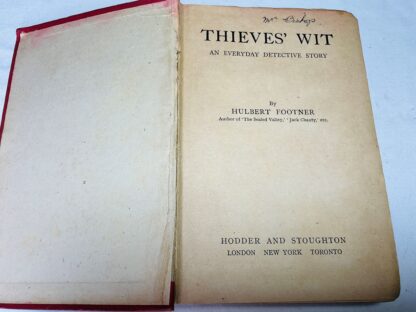 THIEVES' WIT
AN EVERYDAY DETECTIVE STORY
By
HULBERT FOOTNER
Author of 'The Sealed Valley,' 'Jack Chanty,' etc.
HODDER AND STOUGHTON
LONDON NEW YORK TORONTO